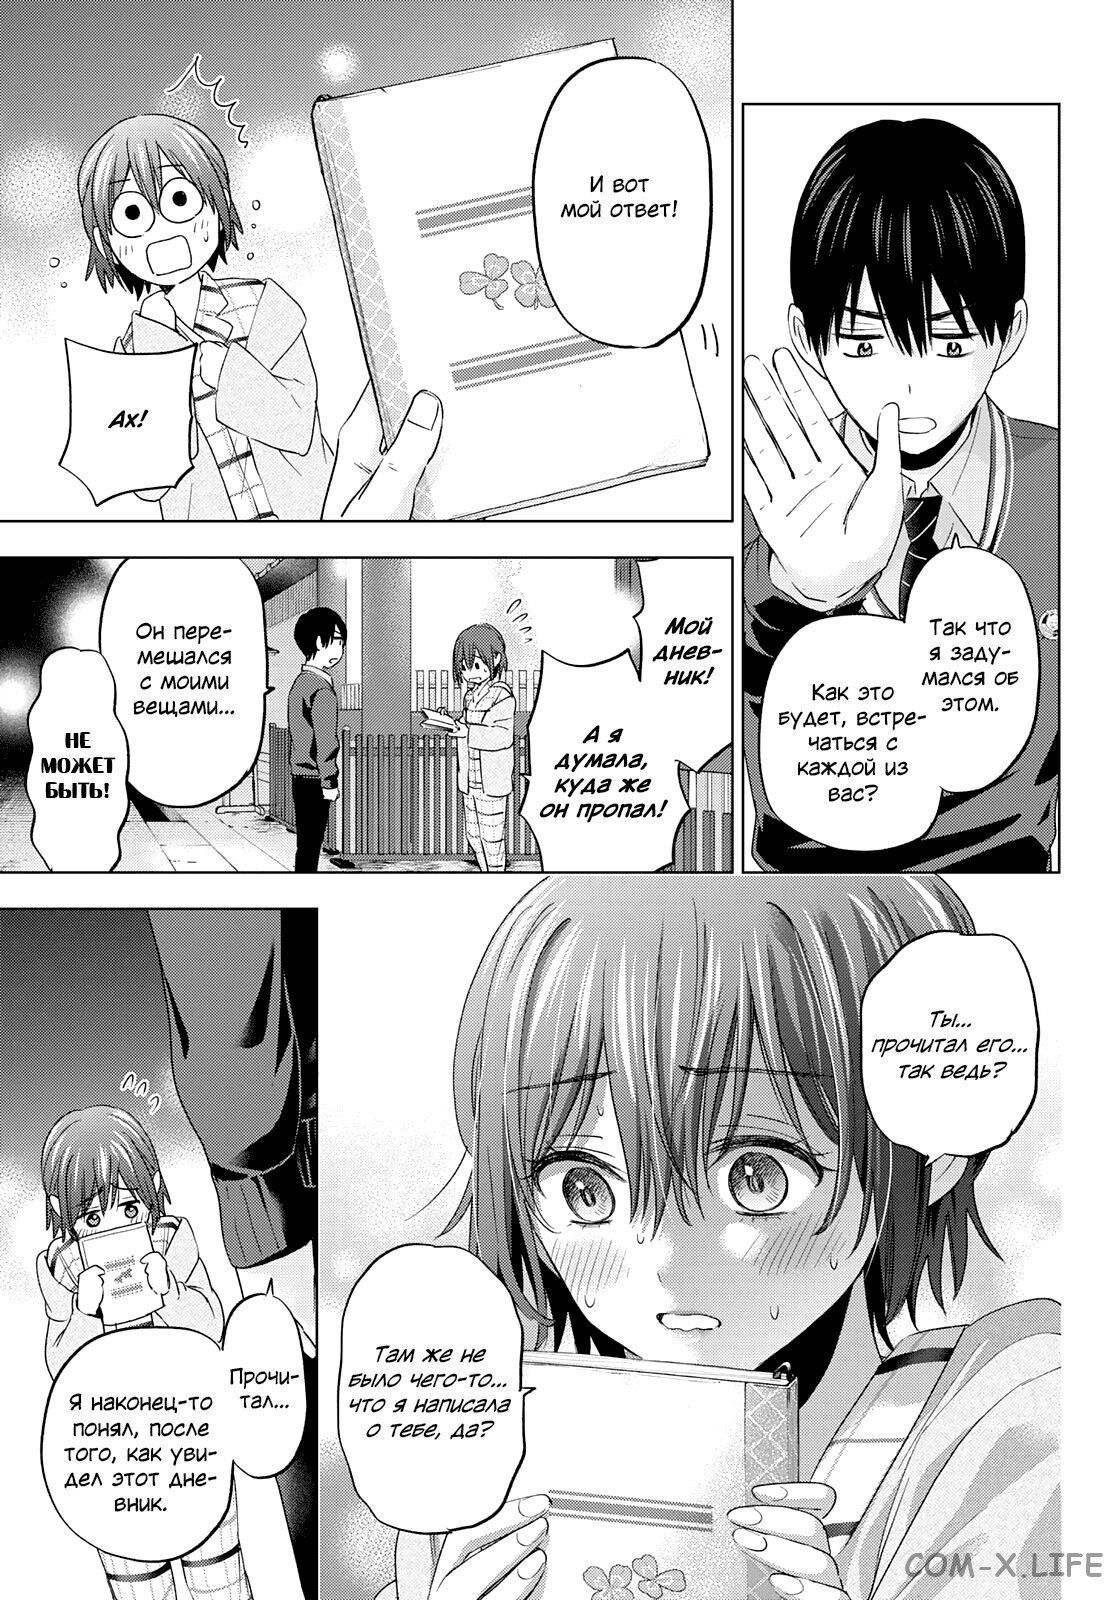 Так что
я заду-
мался об
этом.
Как это
будет, встре-
чаться с
каждой из
вас?
И вот
мой ответ!
Ах!
Мой
днев-
ник!
А я
думала,
куда же
он пропал!
Он пере-
мешался
с моими
вещами...
НЕ
МОЖЕТ
БЫТЬ!
Ты...
прочитал его...
так ведь?
Там же не
было чего-то...
что я написала
о тебе, да?
Прочи-
тал...
Я наконец-то
понял, после
того, как уви-
дел этот дне-
вник.
COM-X.LIFE